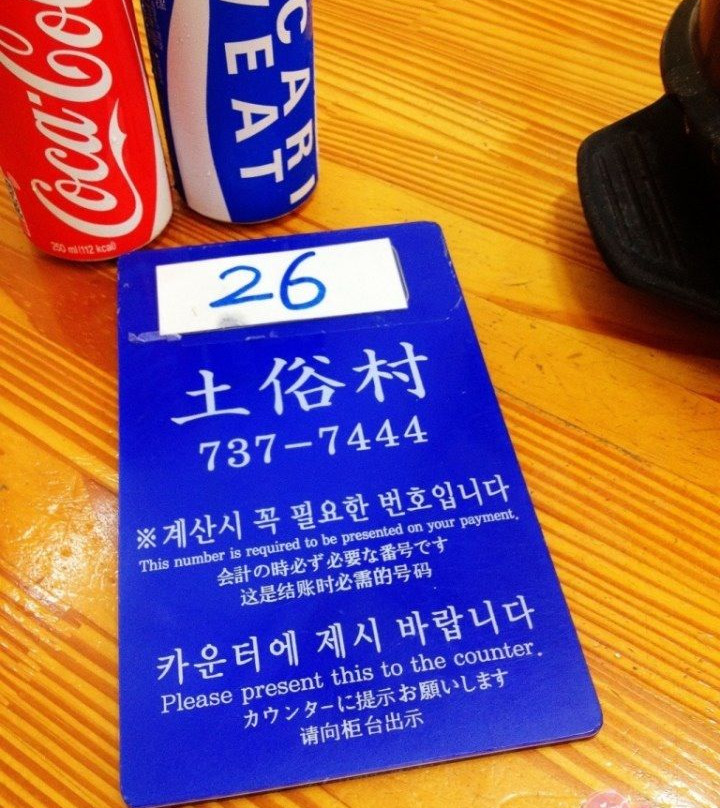 Coca-Cola
250 ml(112 kcal)
CARI
WEAT
26
土俗村
737-7444
※계산시 꼭 필요한 번호입니다
This number is required to be presented on your payment.
会計の時必ず必要な番号です
这是结账时必需的号码
카운터에 제시 바랍니다
Please present this to the counter.
カウンターに提示お願いします
请向柜台出示